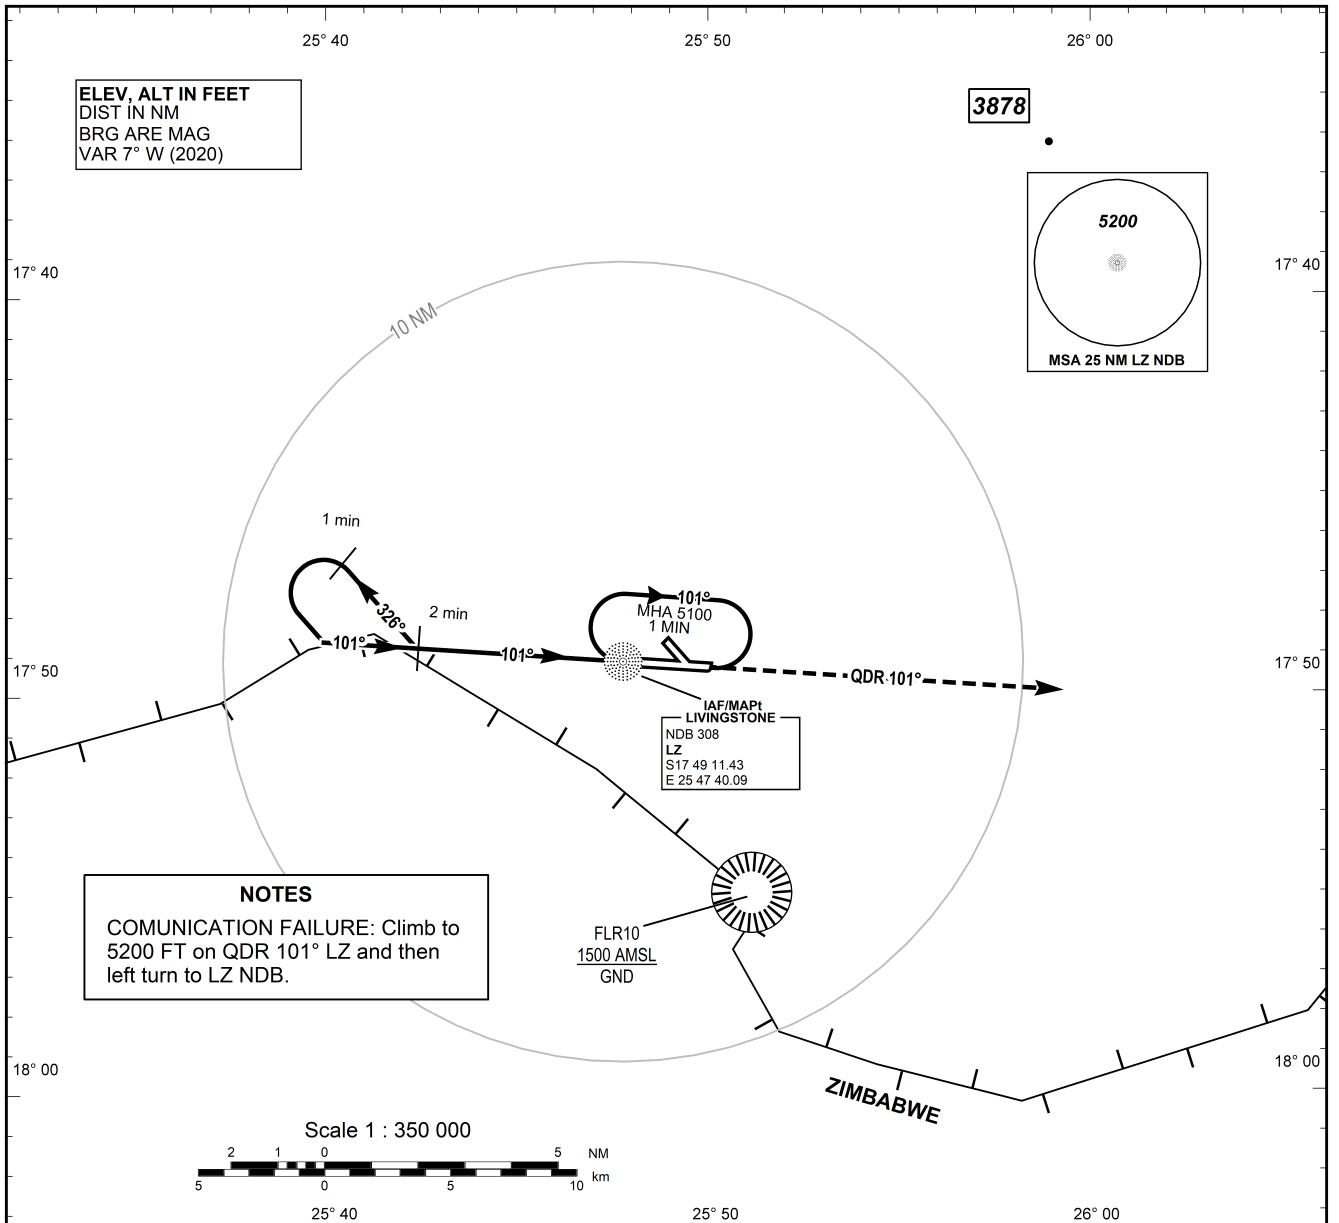 25° 40
25° 50
26° 00
ELEV, ALT IN FEET
DIST IN NM
BRG ARE MAG
VAR 7° W (2020)
3878
5200
MSA 25 NM LZ NDB
17° 40
17° 40
10 NM
1 min
326°
2 min
101°
101°
101°
MHA 5100
1 MIN
QDR 101°
17° 50
17° 50
IAF/MAPt
LIVINGSTONE
NDB 308
LZ
S17 49 11.43
E 25 47 40.09
NOTES
COMUNICATION FAILURE: Climb to
5200 FT on QDR 101° LZ and then
left turn to LZ NDB.
FLR10
1500 AMSL
GND
18° 00
18° 00
ZIMBABWE
Scale 1 : 350 000
2 1 0 5 NM
5 0 5 10 km
25° 40
25° 50
26° 00